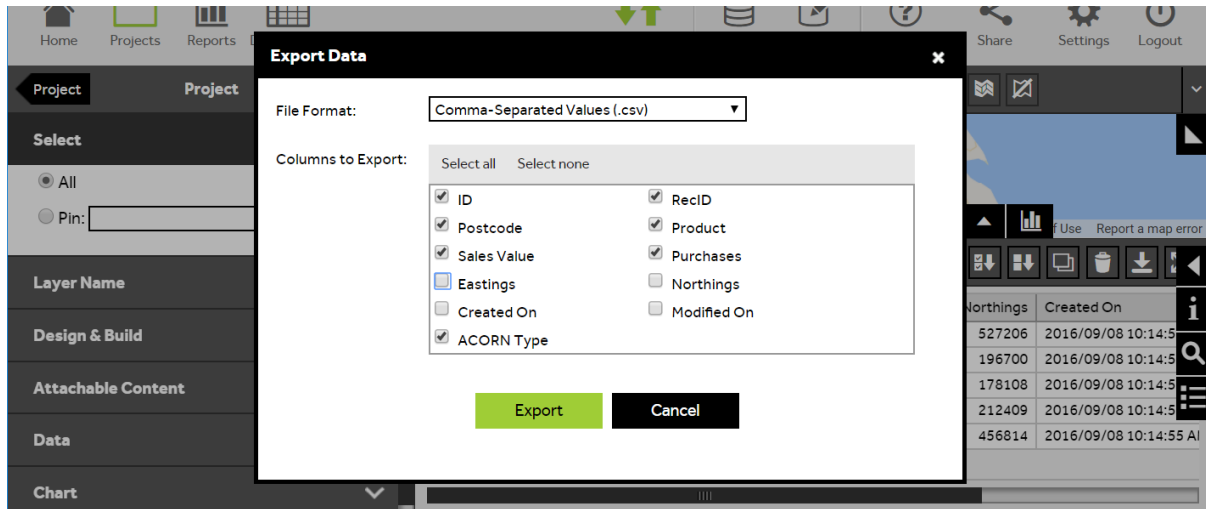 Home Projects Reports Share Settings Logout
Export Data
Project Project
File Format: Comma-Separated Values (.csv)
Select
Columns to Export: Select all Select none
All
ID RecID
Pin:
Postcode Product
f Use Report a map error
Sales Value Purchases
Layer Name
Eastings Northings
Northings Created On
Created On Modified On
Design & Build
527206 2016/09/08 10:14:5
ACORN Type
196700 2016/09/08 10:14:5
Attachable Content
178108 2016/09/08 10:14:5
Export Cancel
212409 2016/09/08 10:14:5
Data
456814 2016/09/08 10:14:55 A
Chart